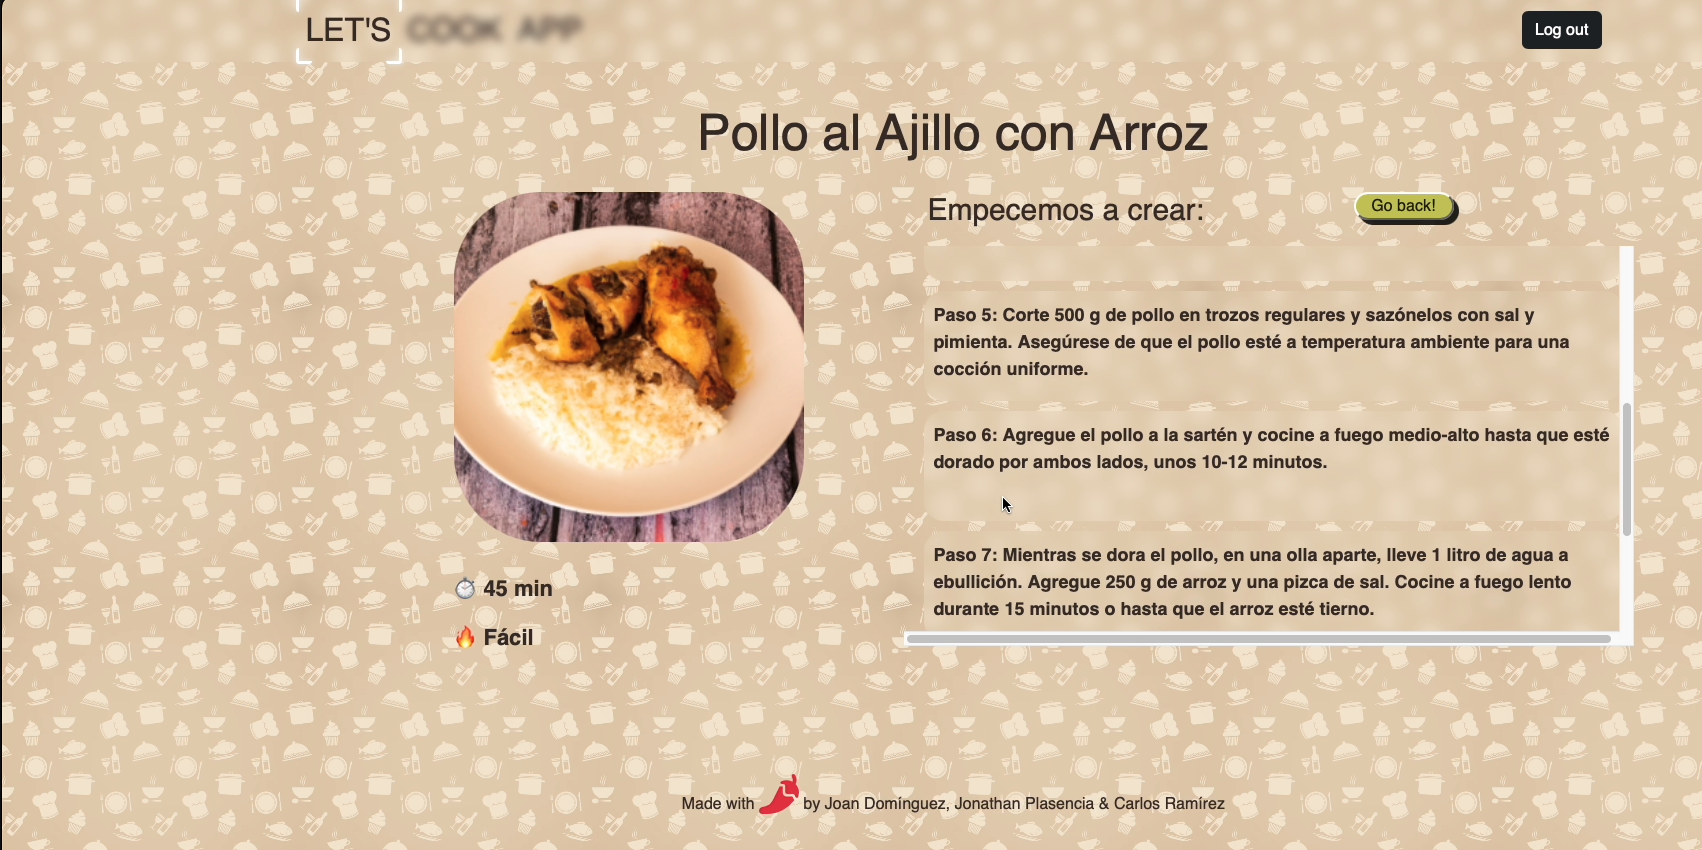 LET'S COOK APP
Log out
Pollo al Ajillo con Arroz
Empecemos a crear:
Go back!
Paso 5: Corte 500 g de pollo en trozos regulares y sazónelos con sal y
pimienta. Asegúrese de que el pollo esté a temperatura ambiente para una
cocción uniforme.
Paso 6: Agregue el pollo a la sartén y cocine a fuego medio-alto hasta que esté
dorado por ambos lados, unos 10-12 minutos.
Paso 7: Mientras se dora el pollo, en una olla aparte, lleve 1 litro de agua a
ebullición. Agregue 250 g de arroz y una pizca de sal. Cocine a fuego lento
durante 15 minutos o hasta que el arroz esté tierno.
45 min
Fácil
Made with by Joan Domínguez, Jonathan Plasencia & Carlos Ramírez